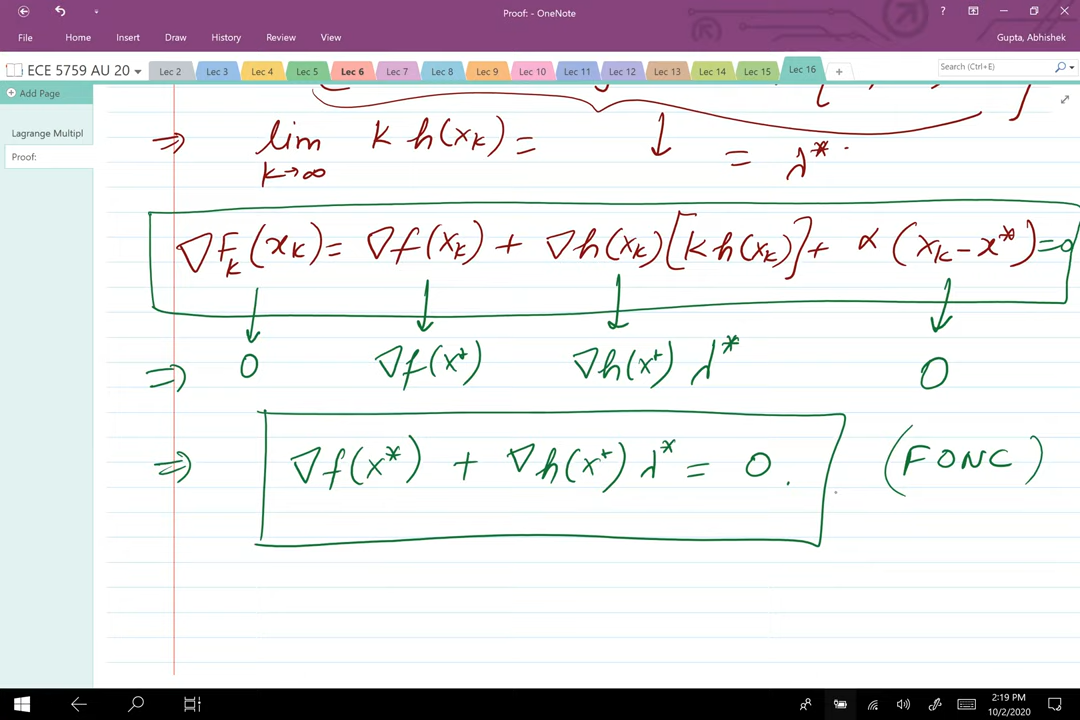 Proof: - OneNote
?
Gupta, Abhishek
File Home Insert Draw History Review View
ECE 5759 AU 20
Lec 2 Lec 3 Lec 4 Lec 5 Lec 6 Lec 7 Lec 8 Lec 9 Lec 10 Lec 11 Lec 12 Lec 13 Lec 14 Lec 15 Lec 16 +
Search (Ctrl+E)
Add Page
Lagrange Multipl
Proof:
⇒ lim k→∞ k h(x_k) = ↓ = λ*.
∇F_k(x_k) = ∇f(x_k) + ∇h(x_k)[k h(x_k)] + α(x_k - x*) = 0
↓ ↓ ↓ ↓
⇒ 0 ∇f(x*) ∇h(x*) λ* 0
⇒ ∇f(x*) + ∇h(x*) λ* = 0. (FONC)
2:19 PM
10/2/2020